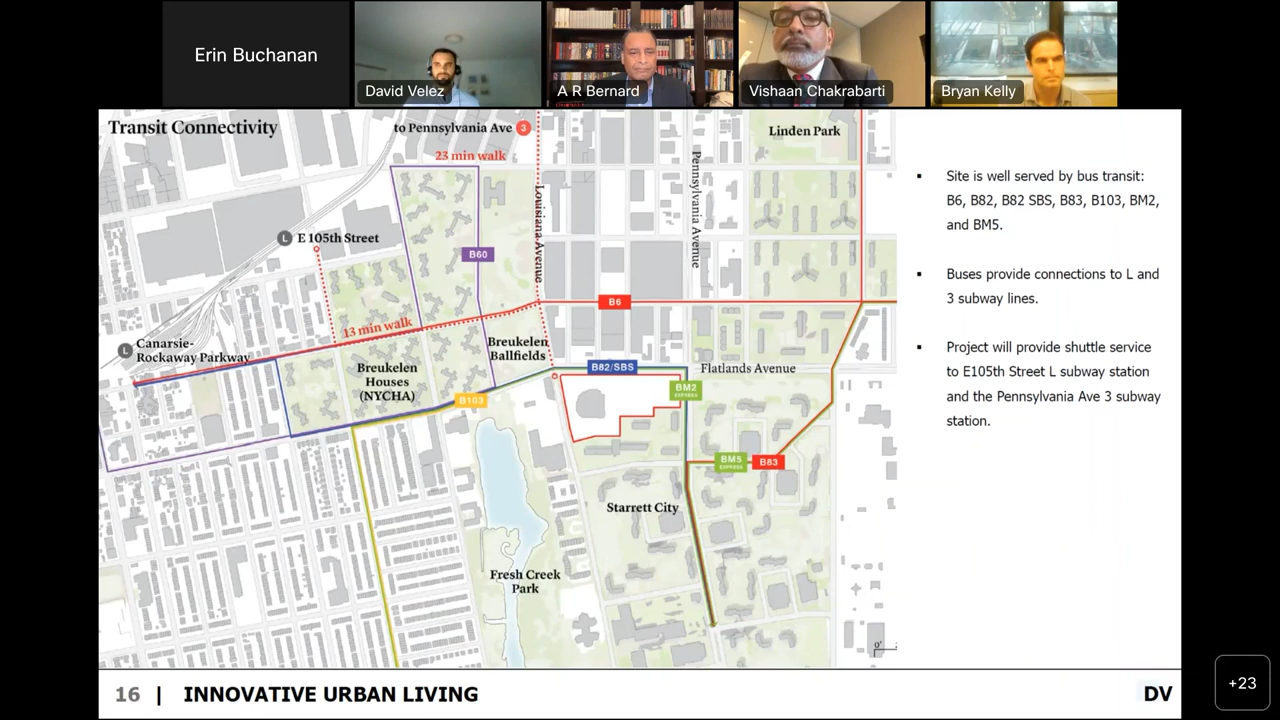 Erin Buchanan
David Velez
A R Bernard
Vishaan Chakrabarti
Bryan Kelly
Transit Connectivity
to Pennsylvania Ave 3
23 min walk
Linden Park
Louisiana Avenue
Pennsylvania Avenue
L E 105th Street
B60
B6
13 min walk
L Canarsie-
Rockaway Parkway
Breukelen
Ballfields
Breukelen
Houses
(NYCHA)
B82/SBS
Flatlands Avenue
BM2
EXPRESS
B103
BM5
EXPRESS
B83
Starrett City
Fresh Creek
Park
0'
▪ Site is well served by bus transit:
B6, B82, B82 SBS, B83, B103, BM2,
and BM5.
▪ Buses provide connections to L and
3 subway lines.
▪ Project will provide shuttle service
to E105th Street L subway station
and the Pennsylvania Ave 3 subway
station.
16 | INNOVATIVE URBAN LIVING
DV
+23